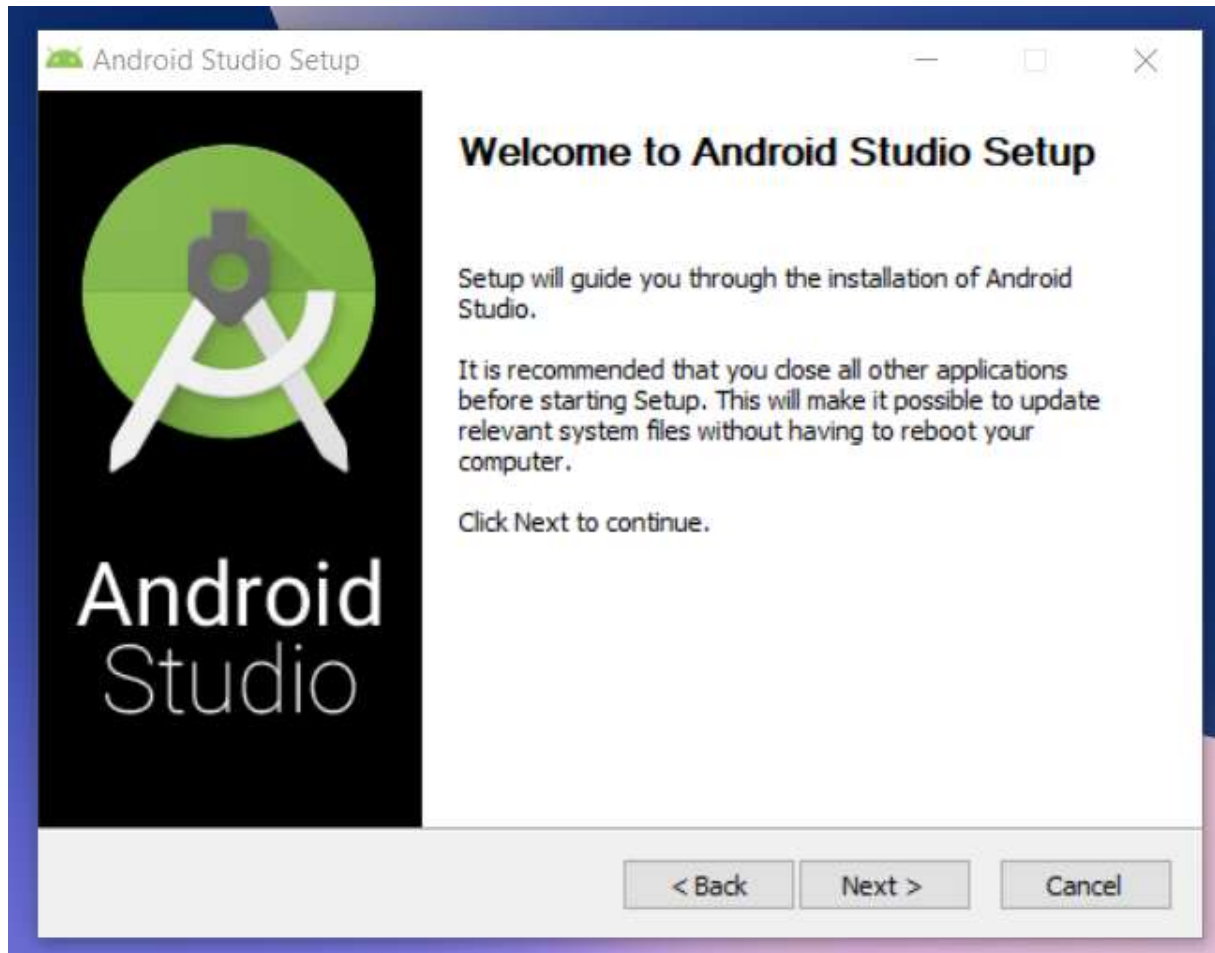 Android Studio Setup
Welcome to Android Studio Setup
Setup will guide you through the installation of Android
Studio.
It is recommended that you close all other applications
before starting Setup. This will make it possible to update
relevant system files without having to reboot your
computer.
Click Next to continue.
Android
Studio
< Back
Next >
Cancel